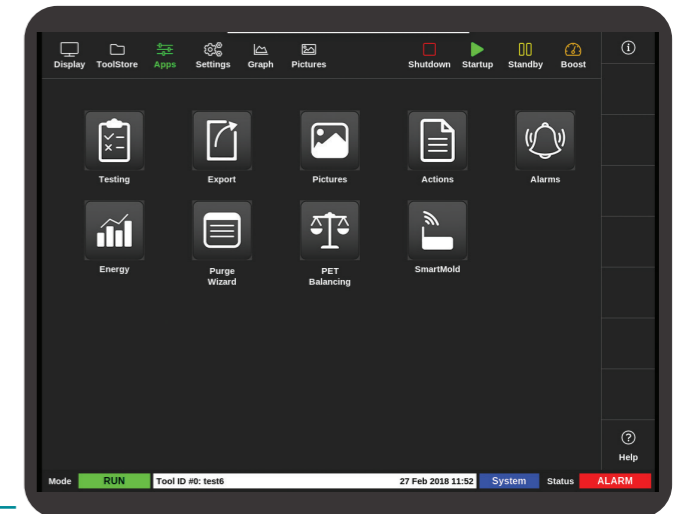 Display ToolStore Apps Settings Graph Pictures Shutdown Startup Standby Boost
Testing Export Pictures Actions Alarms
Energy Purge Wizard PET Balancing SmartMold
Help
Mode RUN Tool ID #0: test6 27 Feb 2018 11:52 System Status ALARM